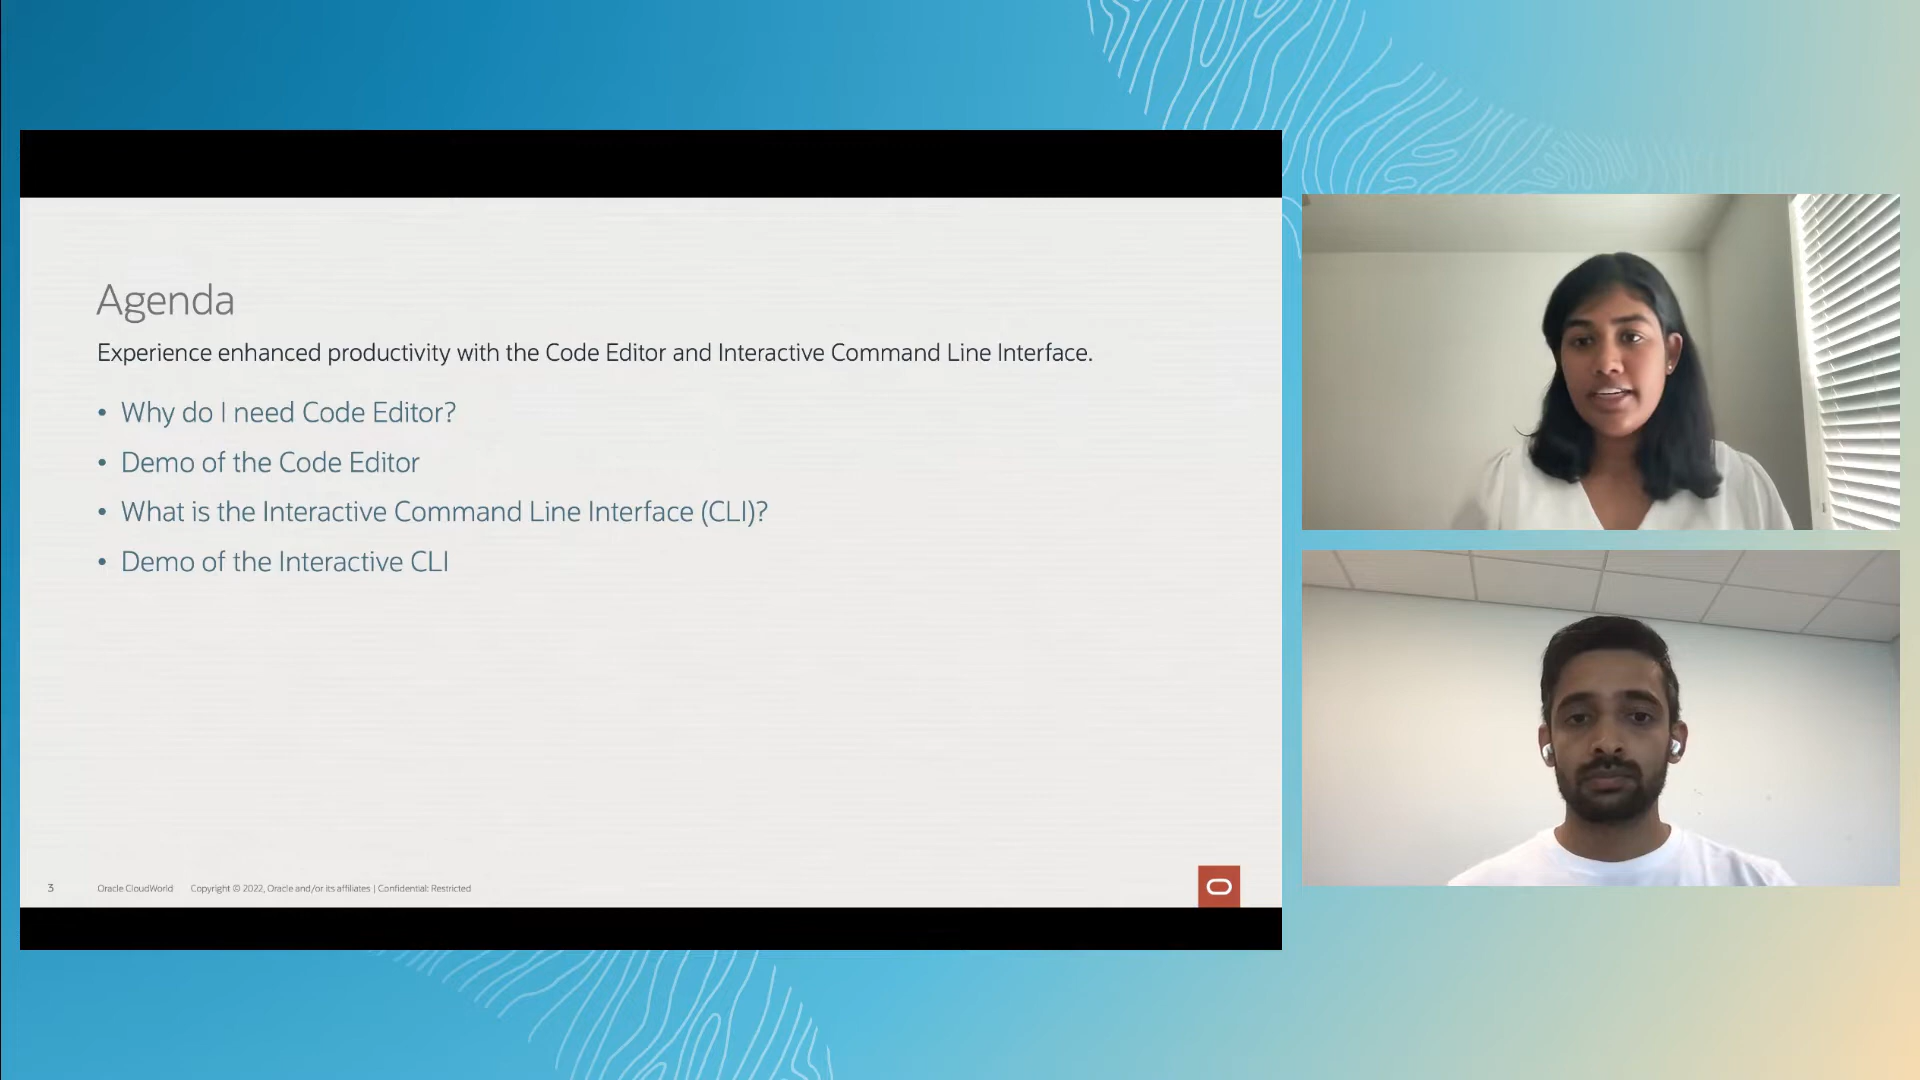 Agenda
Experience enhanced productivity with the Code Editor and Interactive Command Line Interface.
• Why do I need Code Editor?
• Demo of the Code Editor
• What is the Interactive Command Line Interface (CLI)?
• Demo of the Interactive CLI
3 Oracle CloudWorld Copyright © 2022, Oracle and/or its affiliates | Confidential: Restricted